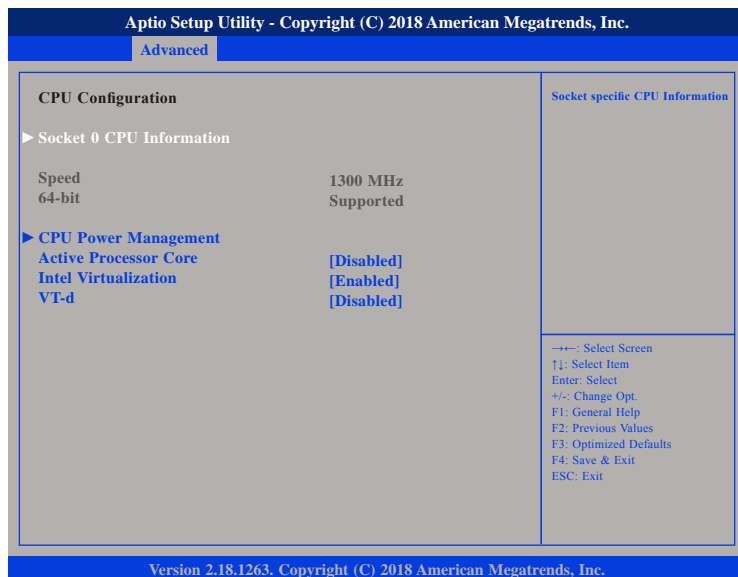 Aptio Setup Utility - Copyright (C) 2018 American Megatrends, Inc.
Advanced
CPU Configuration
► Socket 0 CPU Information
Speed 1300 MHz
64-bit Supported
► CPU Power Management
Active Processor Core [Disabled]
Intel Virtualization [Enabled]
VT-d [Disabled]
Socket specific CPU Information
→←: Select Screen
↑↓: Select Item
Enter: Select
+/-: Change Opt.
F1: General Help
F2: Previous Values
F3: Optimized Defaults
F4: Save & Exit
ESC: Exit
Version 2.18.1263. Copyright (C) 2018 American Megatrends, Inc.